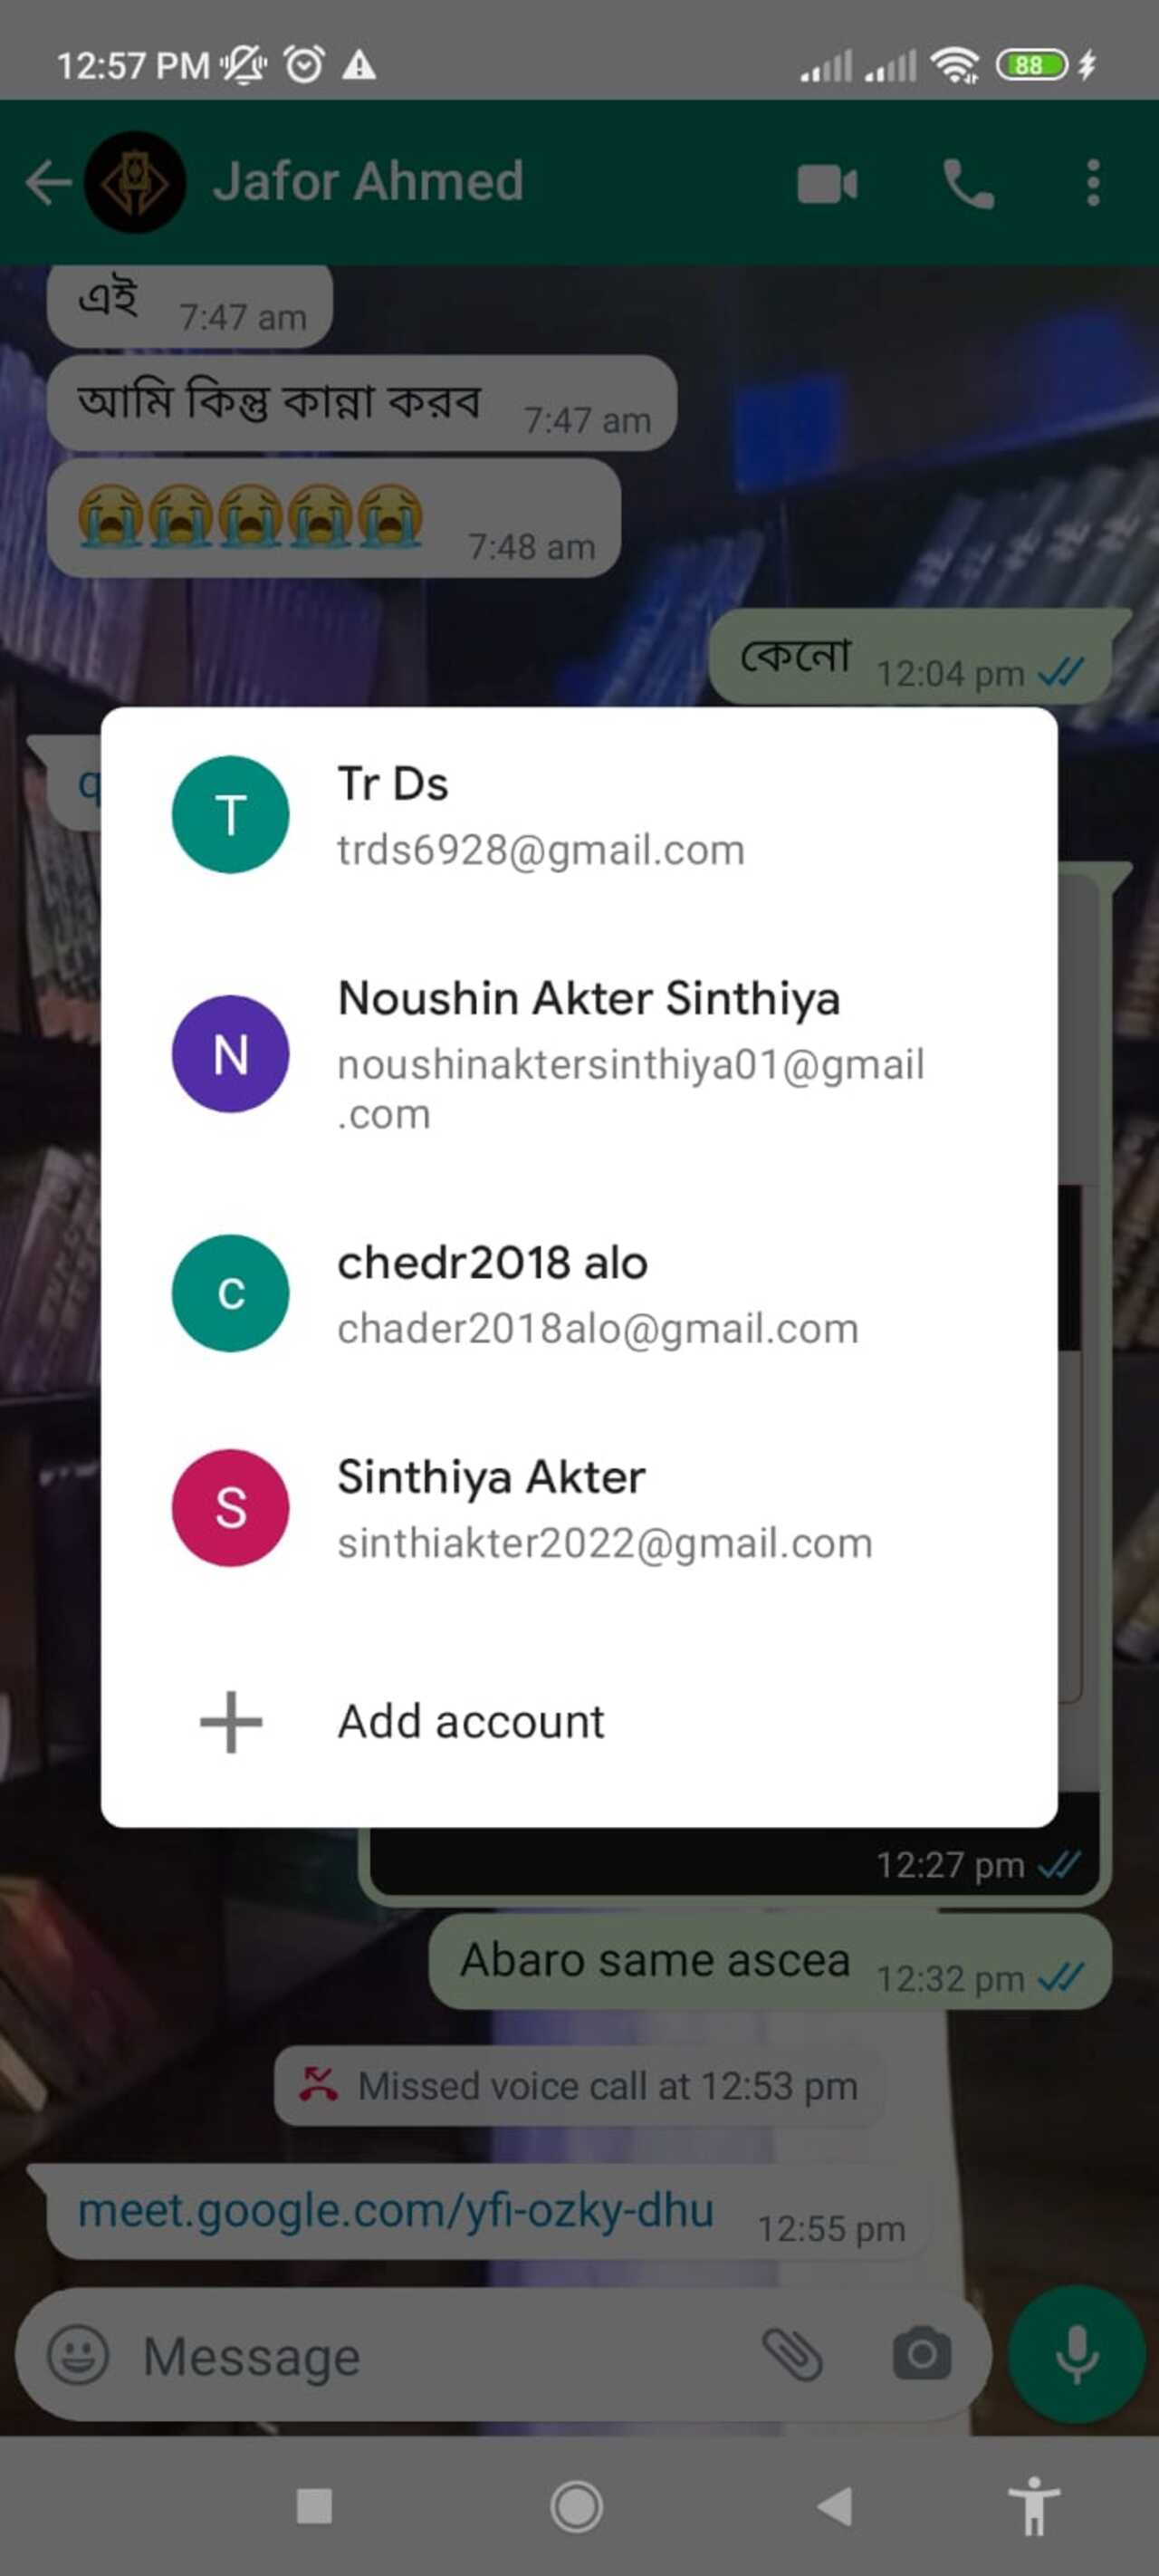 12:57 PM
88
Jafor Ahmed
এই 7:47 am
আমি কিন্তু কান্না করব 7:47 am
😭😭😭😭😭 7:48 am
কেনো 12:04 pm
q
T
Tr Ds
trds6928@gmail.com
N
Noushin Akter Sinthiya
noushinaktersinthiya01@gmail
.com
c
chedr2018 alo
chader2018alo@gmail.com
S
Sinthiya Akter
sinthiakter2022@gmail.com
Add account
12:27 pm
Abaro same ascea 12:32 pm
Missed voice call at 12:53 pm
meet.google.com/yfi-ozky-dhu 12:55 pm
Message